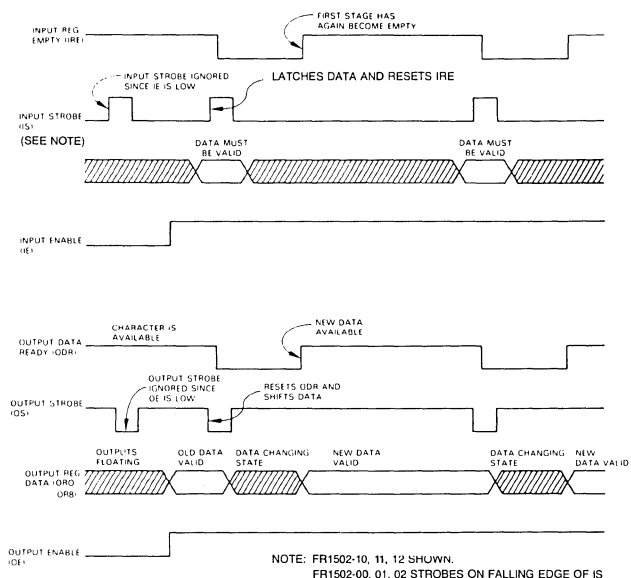 FIRST STAGE HAS
AGAIN BECOME EMPTY
INPUT REG
EMPTY (IRE)
INPUT STROBE IGNORED
SINCE IE IS LOW
LATCHES DATA AND RESETS IRE
INPUT STROBE
(IS)
(SEE NOTE)
DATA MUST
BE VALID
DATA MUST
BE VALID
INPUT ENABLE
(IE)
CHARACTER IS
AVAILABLE
NEW DATA
AVAILABLE
OUTPUT DATA
READY (ODR)
OUTPUT STROBE
IGNORED SINCE
OE IS LOW
RESETS ODR AND
SHIFTS DATA
OUTPUT STROBE
(OS)
OUTPUTS
FLOATING
OLD DATA
VALID
DATA CHANGING
STATE
NEW DATA
VALID
DATA CHANGING
STATE
NEW
DATA VALID
OUTPUT REG
DATA (OR0
OR8)
OUTPUT ENABLE
(OE)
NOTE: FR1502-10, 11, 12 SHOWN.
FR1502-00, 01, 02 STROBES ON FALLING EDGE OF IS